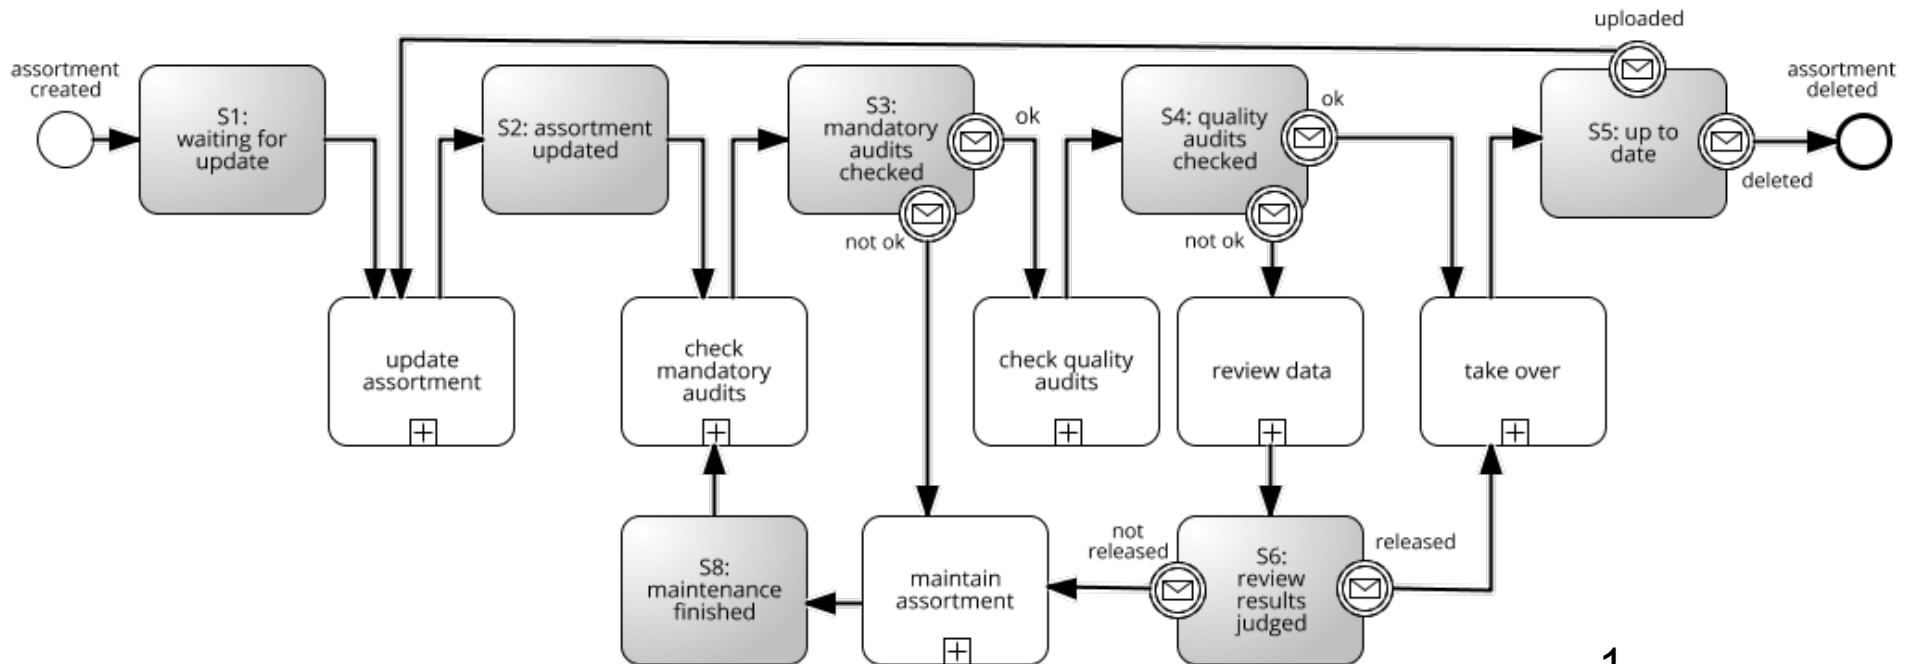 uploaded
assortment
created
S1:
waiting for
update
S2: assortment
updated
S3:
mandatory
audits
checked
ok
not ok
S4: quality
audits
checked
ok
not ok
S5: up to
date
deleted
assortment
deleted
update
assortment
check
mandatory
audits
check quality
audits
review data
take over
S8:
maintenance
finished
maintain
assortment
not
released
S6:
review
results
judged
released
1